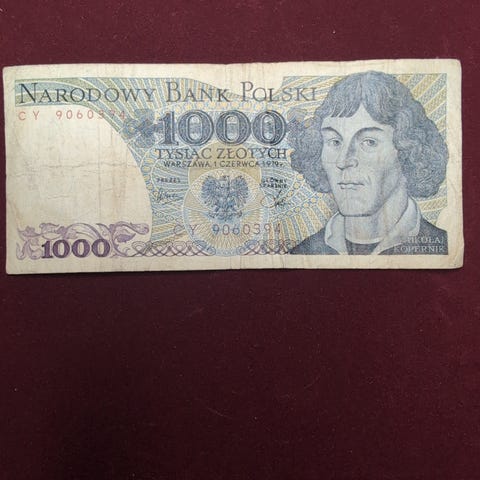 NARODOWY BANK POLSKI
CY 9060394
1000
TYSIĄC ZŁOTYCH
WARSZAWA 1 CZERWCA 1979 r.
PREZES
GŁÓWNY SKARBNIK
CY 9060394
1000
MIKOŁAJ
KOPERNIK